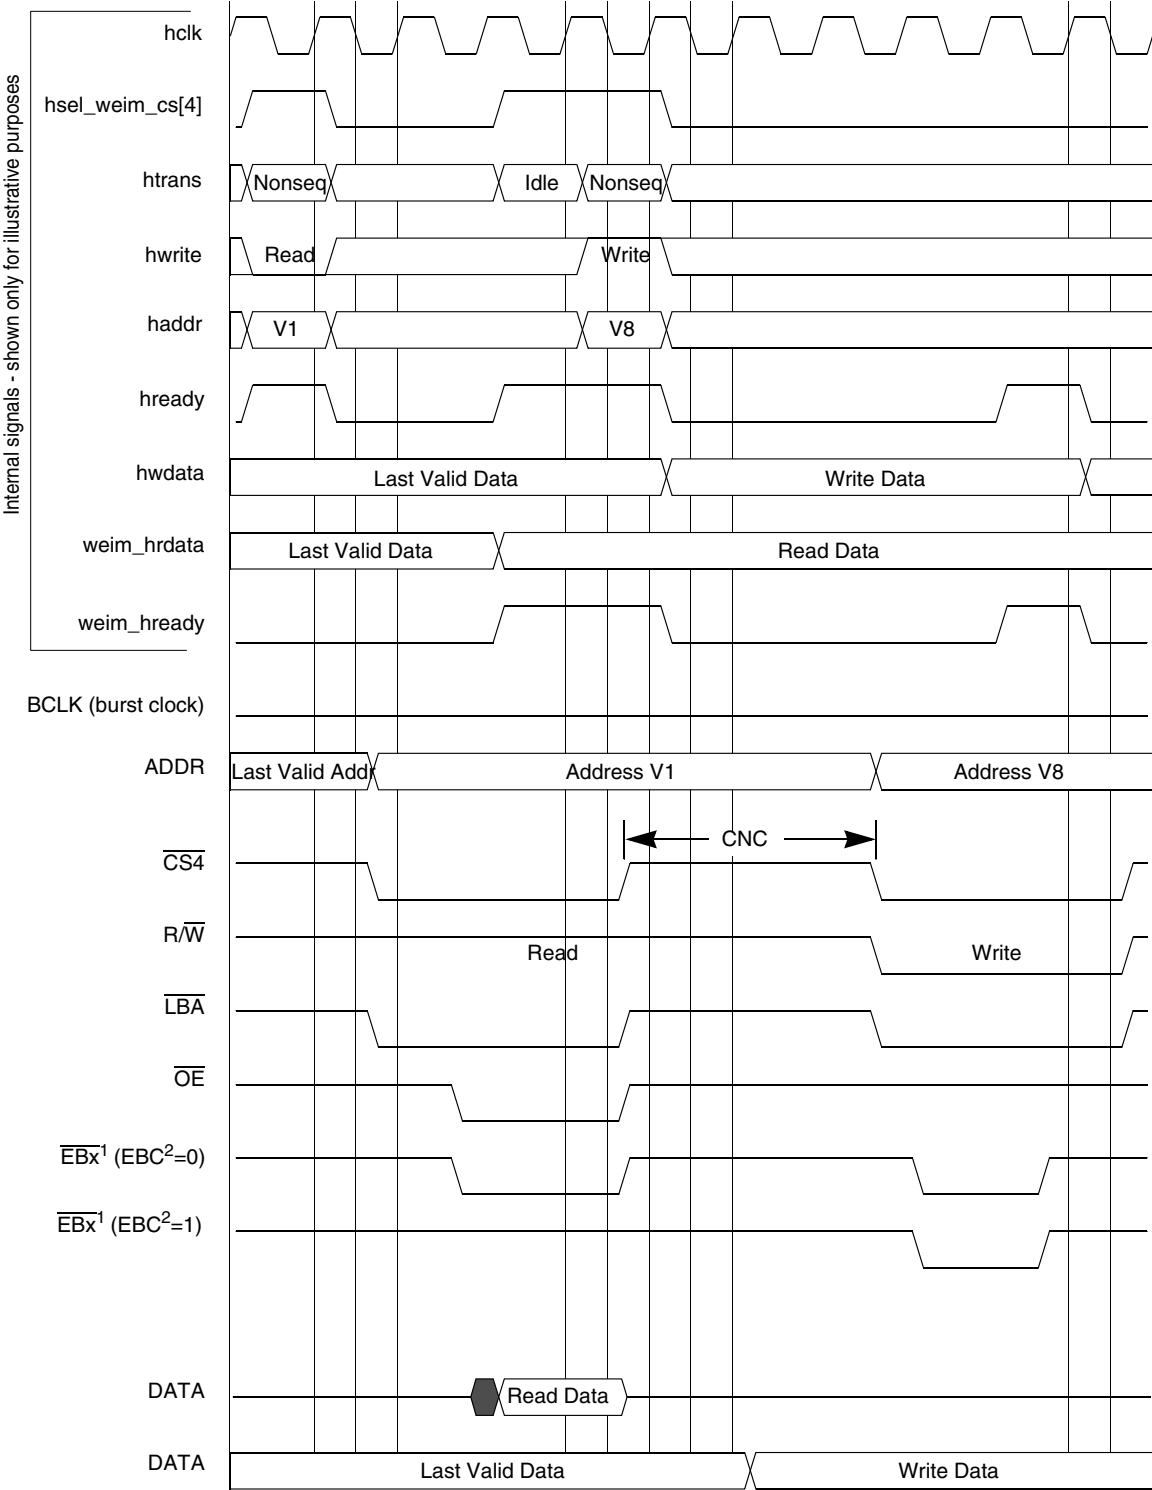 Internal signals - shown only for illustrative purposes
hclk
hsel_weim_cs[4]
htrans Nonseq Idle Nonseq
hwrite Read Write
haddr V1 V8
hready
hwdata Last Valid Data Write Data
weim_hrdata Last Valid Data Read Data
weim_hready
BCLK (burst clock)
ADDR Last Valid Addr Address V1 Address V8
CNC
CS4
R/W Read Write
LBA
OE
EBx¹ (EBC²=0)
EBx¹ (EBC²=1)
DATA Read Data
DATA Last Valid Data Write Data